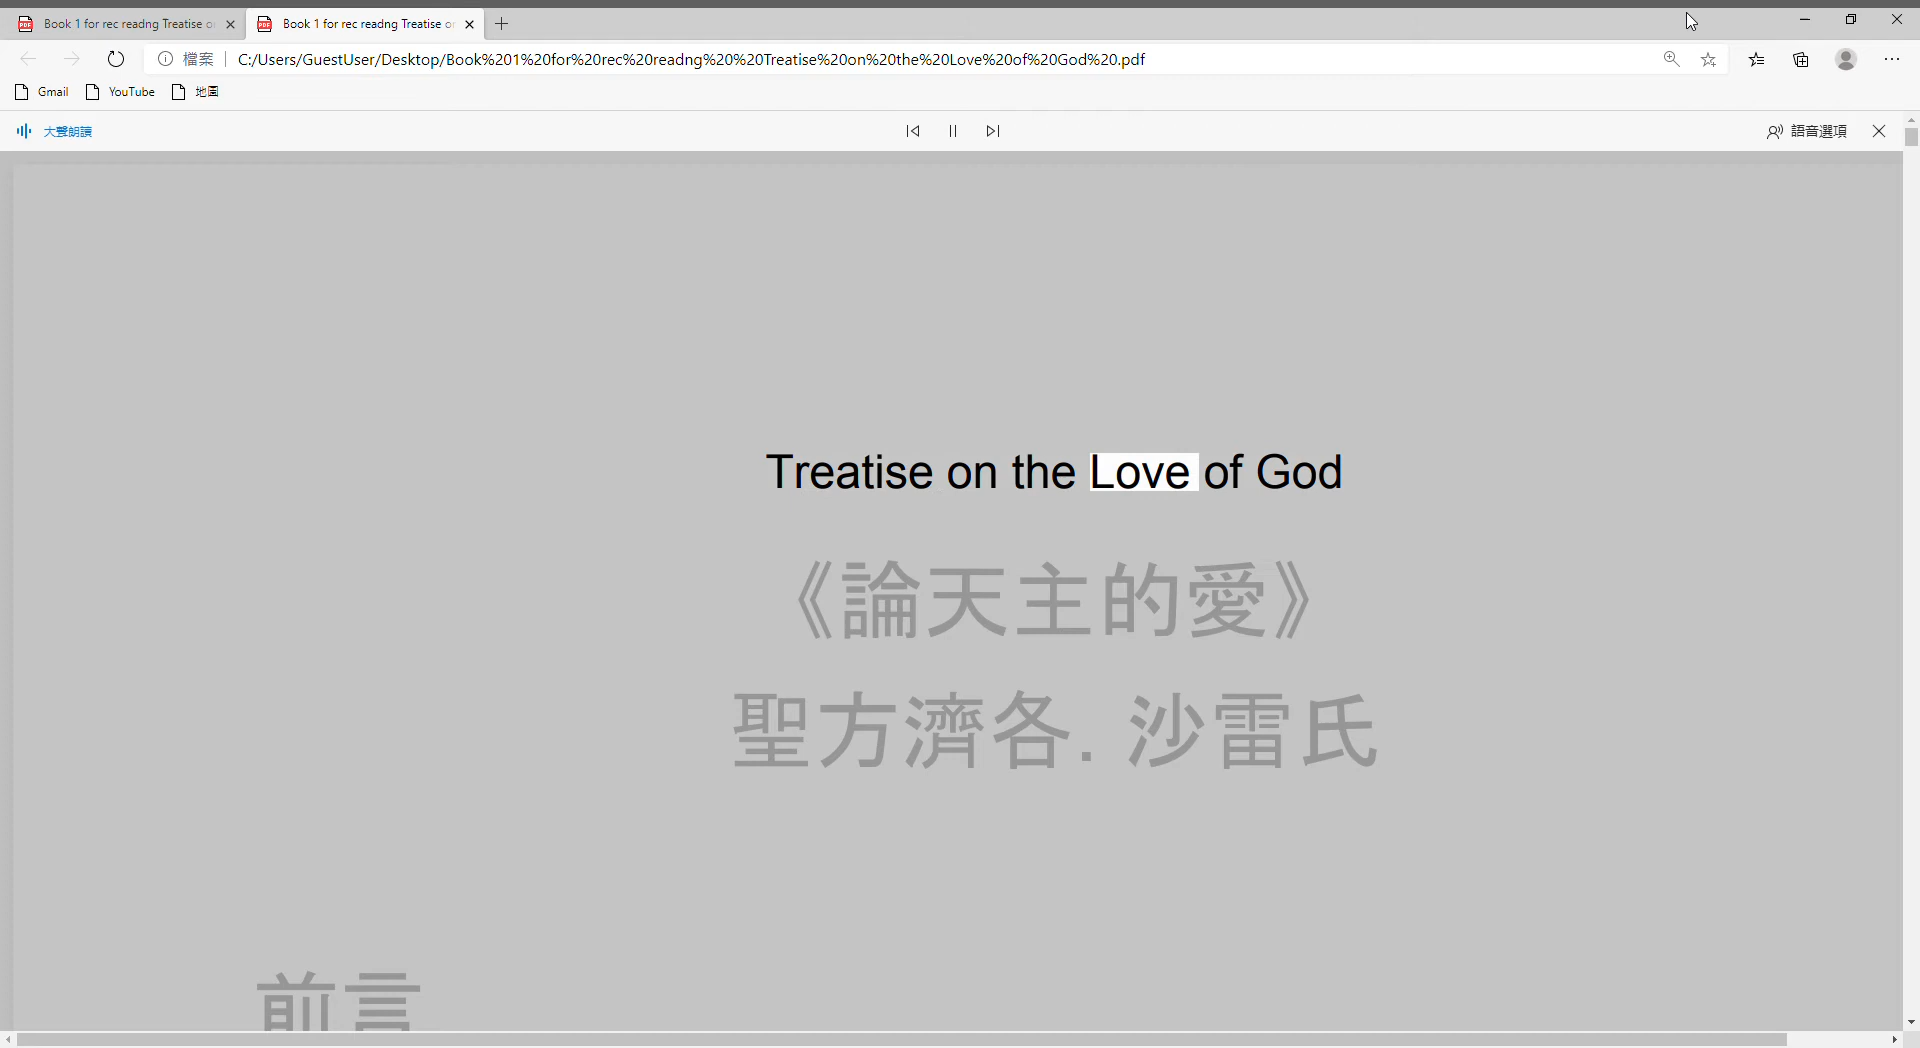 Book 1 for rec readng Treatise o
Book 1 for rec readng Treatise or
檔案
C:/Users/GuestUser/Desktop/Book%201%20for%20rec%20readng%20%20Treatise%20on%20the%20Love%20of%20God%20.pdf
Gmail
YouTube
地圖
大聲朗讀
語音選項
Treatise on the Love of God
《論天主的愛》
聖方濟各. 沙雷氏
前言